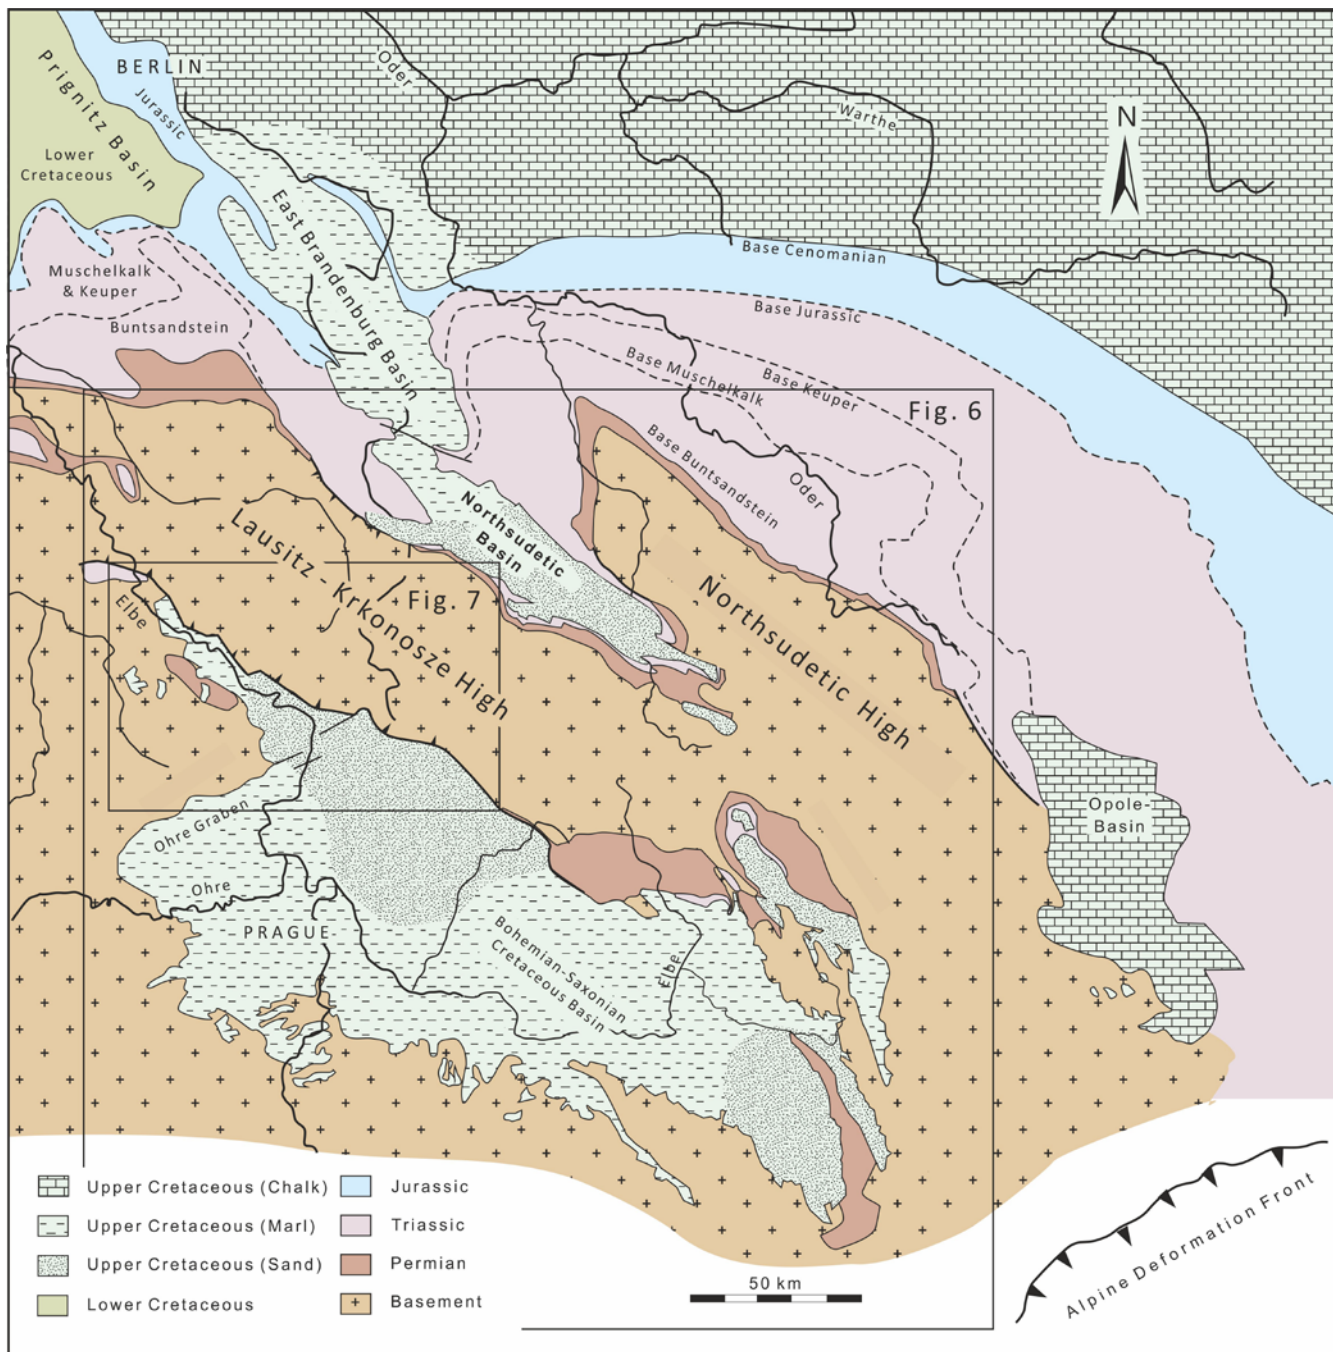 BERLIN
Oder
Prignitz Basin
Jurassic
Warthe
N
Lower
Cretaceous
East Brandenburg Basin
Base Cenomanian
Muschelkalk
& Keuper
Base Jurassic
Buntsandstein
Base Muschelkalk
Base Keuper
Fig. 6
Base Buntsandstein
Oder
Northsudetic
Basin
Lausitz-Krkonosze High
Fig. 7
Elbe
Northsudetic High
Ohre Graben
Opole-
Basin
Ohre
PRAGUE
Bohemian-Saxonian
Cretaceous Basin
Elbe
Upper Cretaceous (Chalk)
Upper Cretaceous (Marl)
Upper Cretaceous (Sand)
Lower Cretaceous
Jurassic
Triassic
Permian
Basement
50 km
Alpine Deformation Front